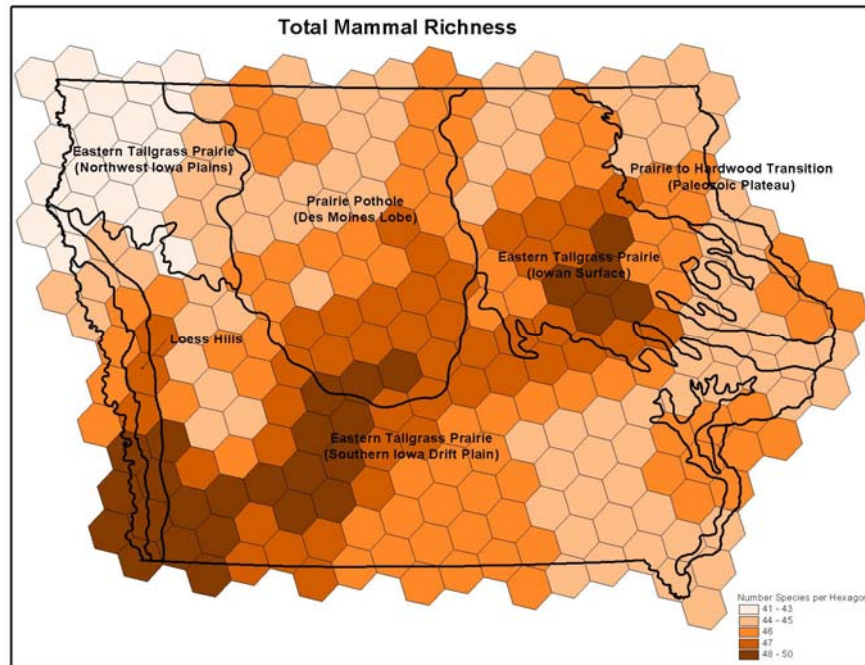 Total Mammal Richness
Eastern Tallgrass Prairie
(Northwest Iowa Plains)
Prairie to Hardwood Transition
(Paleozoic Plateau)
Prairie Pothole
(Des Moines Lobe)
Eastern Tallgrass Prairie
(Iowan Surface)
Loess Hills
Eastern Tallgrass Prairie
(Southern Iowa Drift Plain)
Number Species per Hexagon
41 - 43
44 - 45
46
47
48 - 50